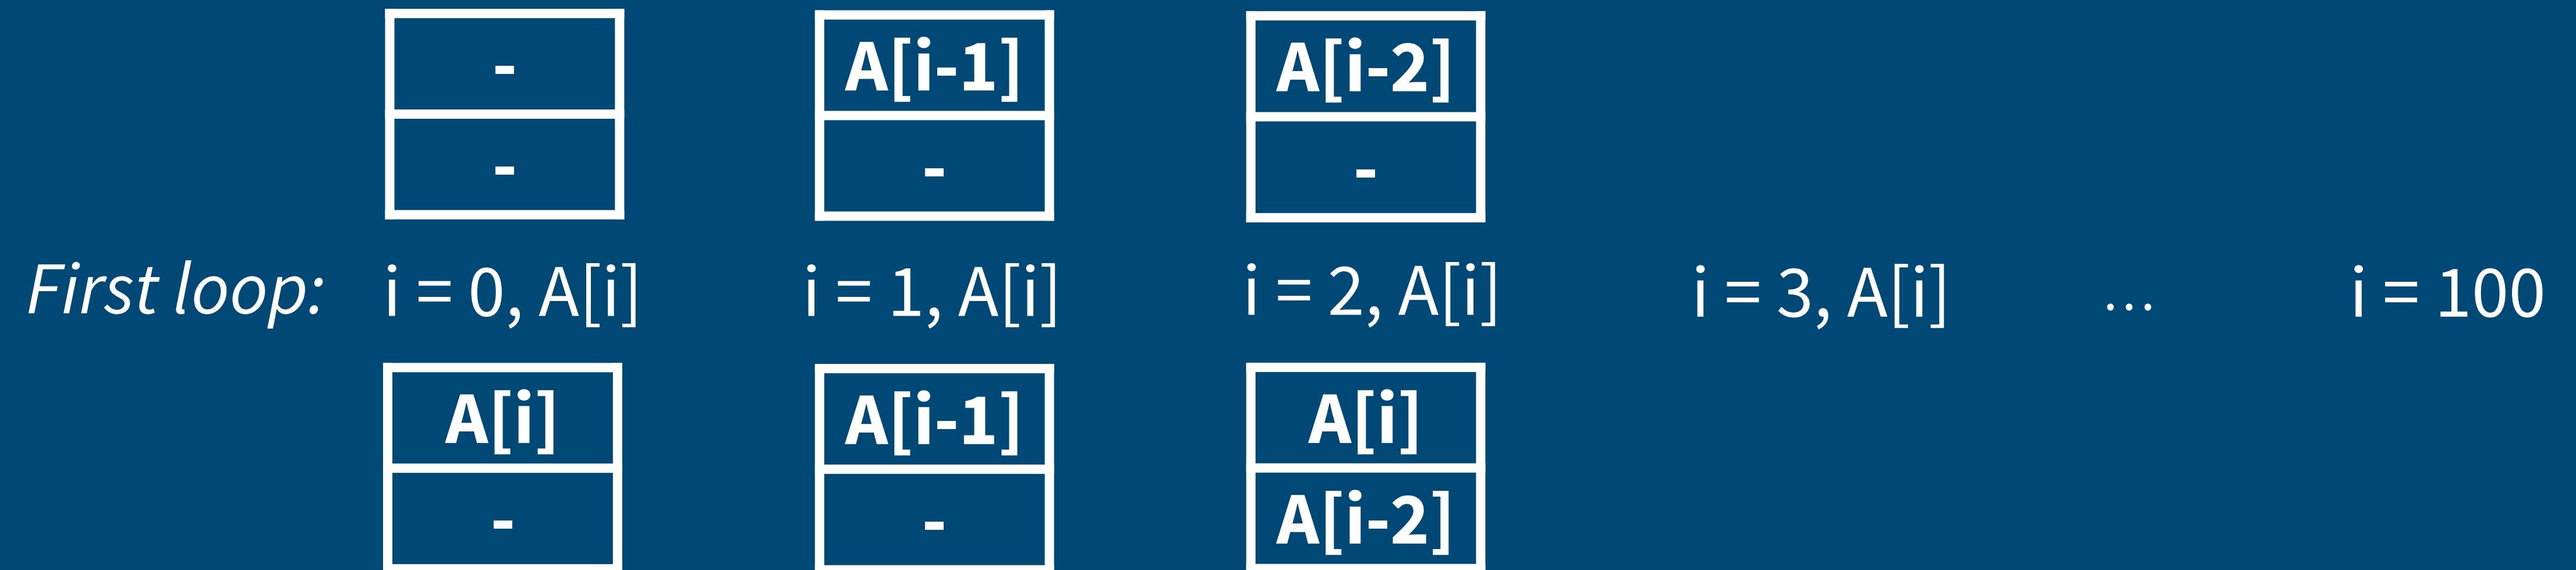 - A[i-1] A[i-2]
- - -
First loop: i = 0, A[i] i = 1, A[i] i = 2, A[i] i = 3, A[i] ... i = 100
A[i] A[i-1] A[i]
- - A[i-2]